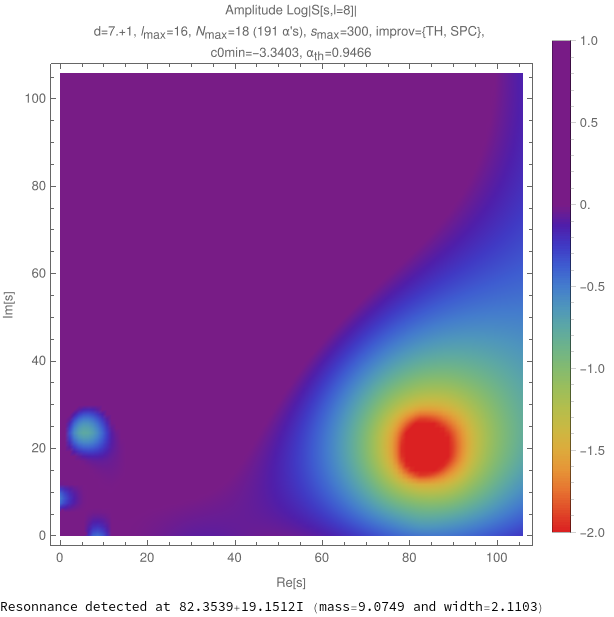 Amplitude Log|S[s,l=8]|
d=7.+1, lmax=16, Nmax=18 (191 α's), smax=300, improv={TH, SPC},
c0min=−3.3403, αth=0.9466
1.0
0.5
0.
−0.5
−1.0
−1.5
−2.0
100
80
60
40
20
0
Im[s]
0 20 40 60 80 100
Re[s]
Resonnance detected at 82.3539+19.1512I (mass=9.0749 and width=2.1103)